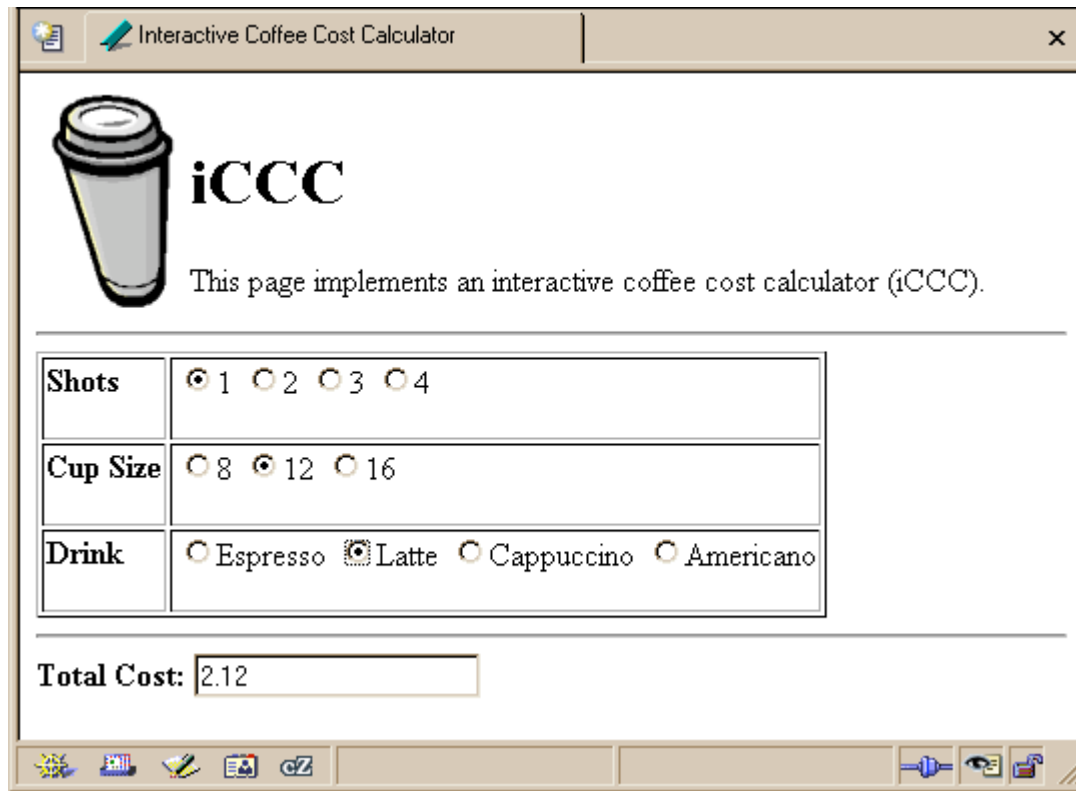 Interactive Coffee Cost Calculator
iCCC
This page implements an interactive coffee cost calculator (iCCC).
Shots 1 2 3 4
Cup Size 8 12 16
Drink Espresso Latte Cappuccino Americano
Total Cost: 2.12
cZ